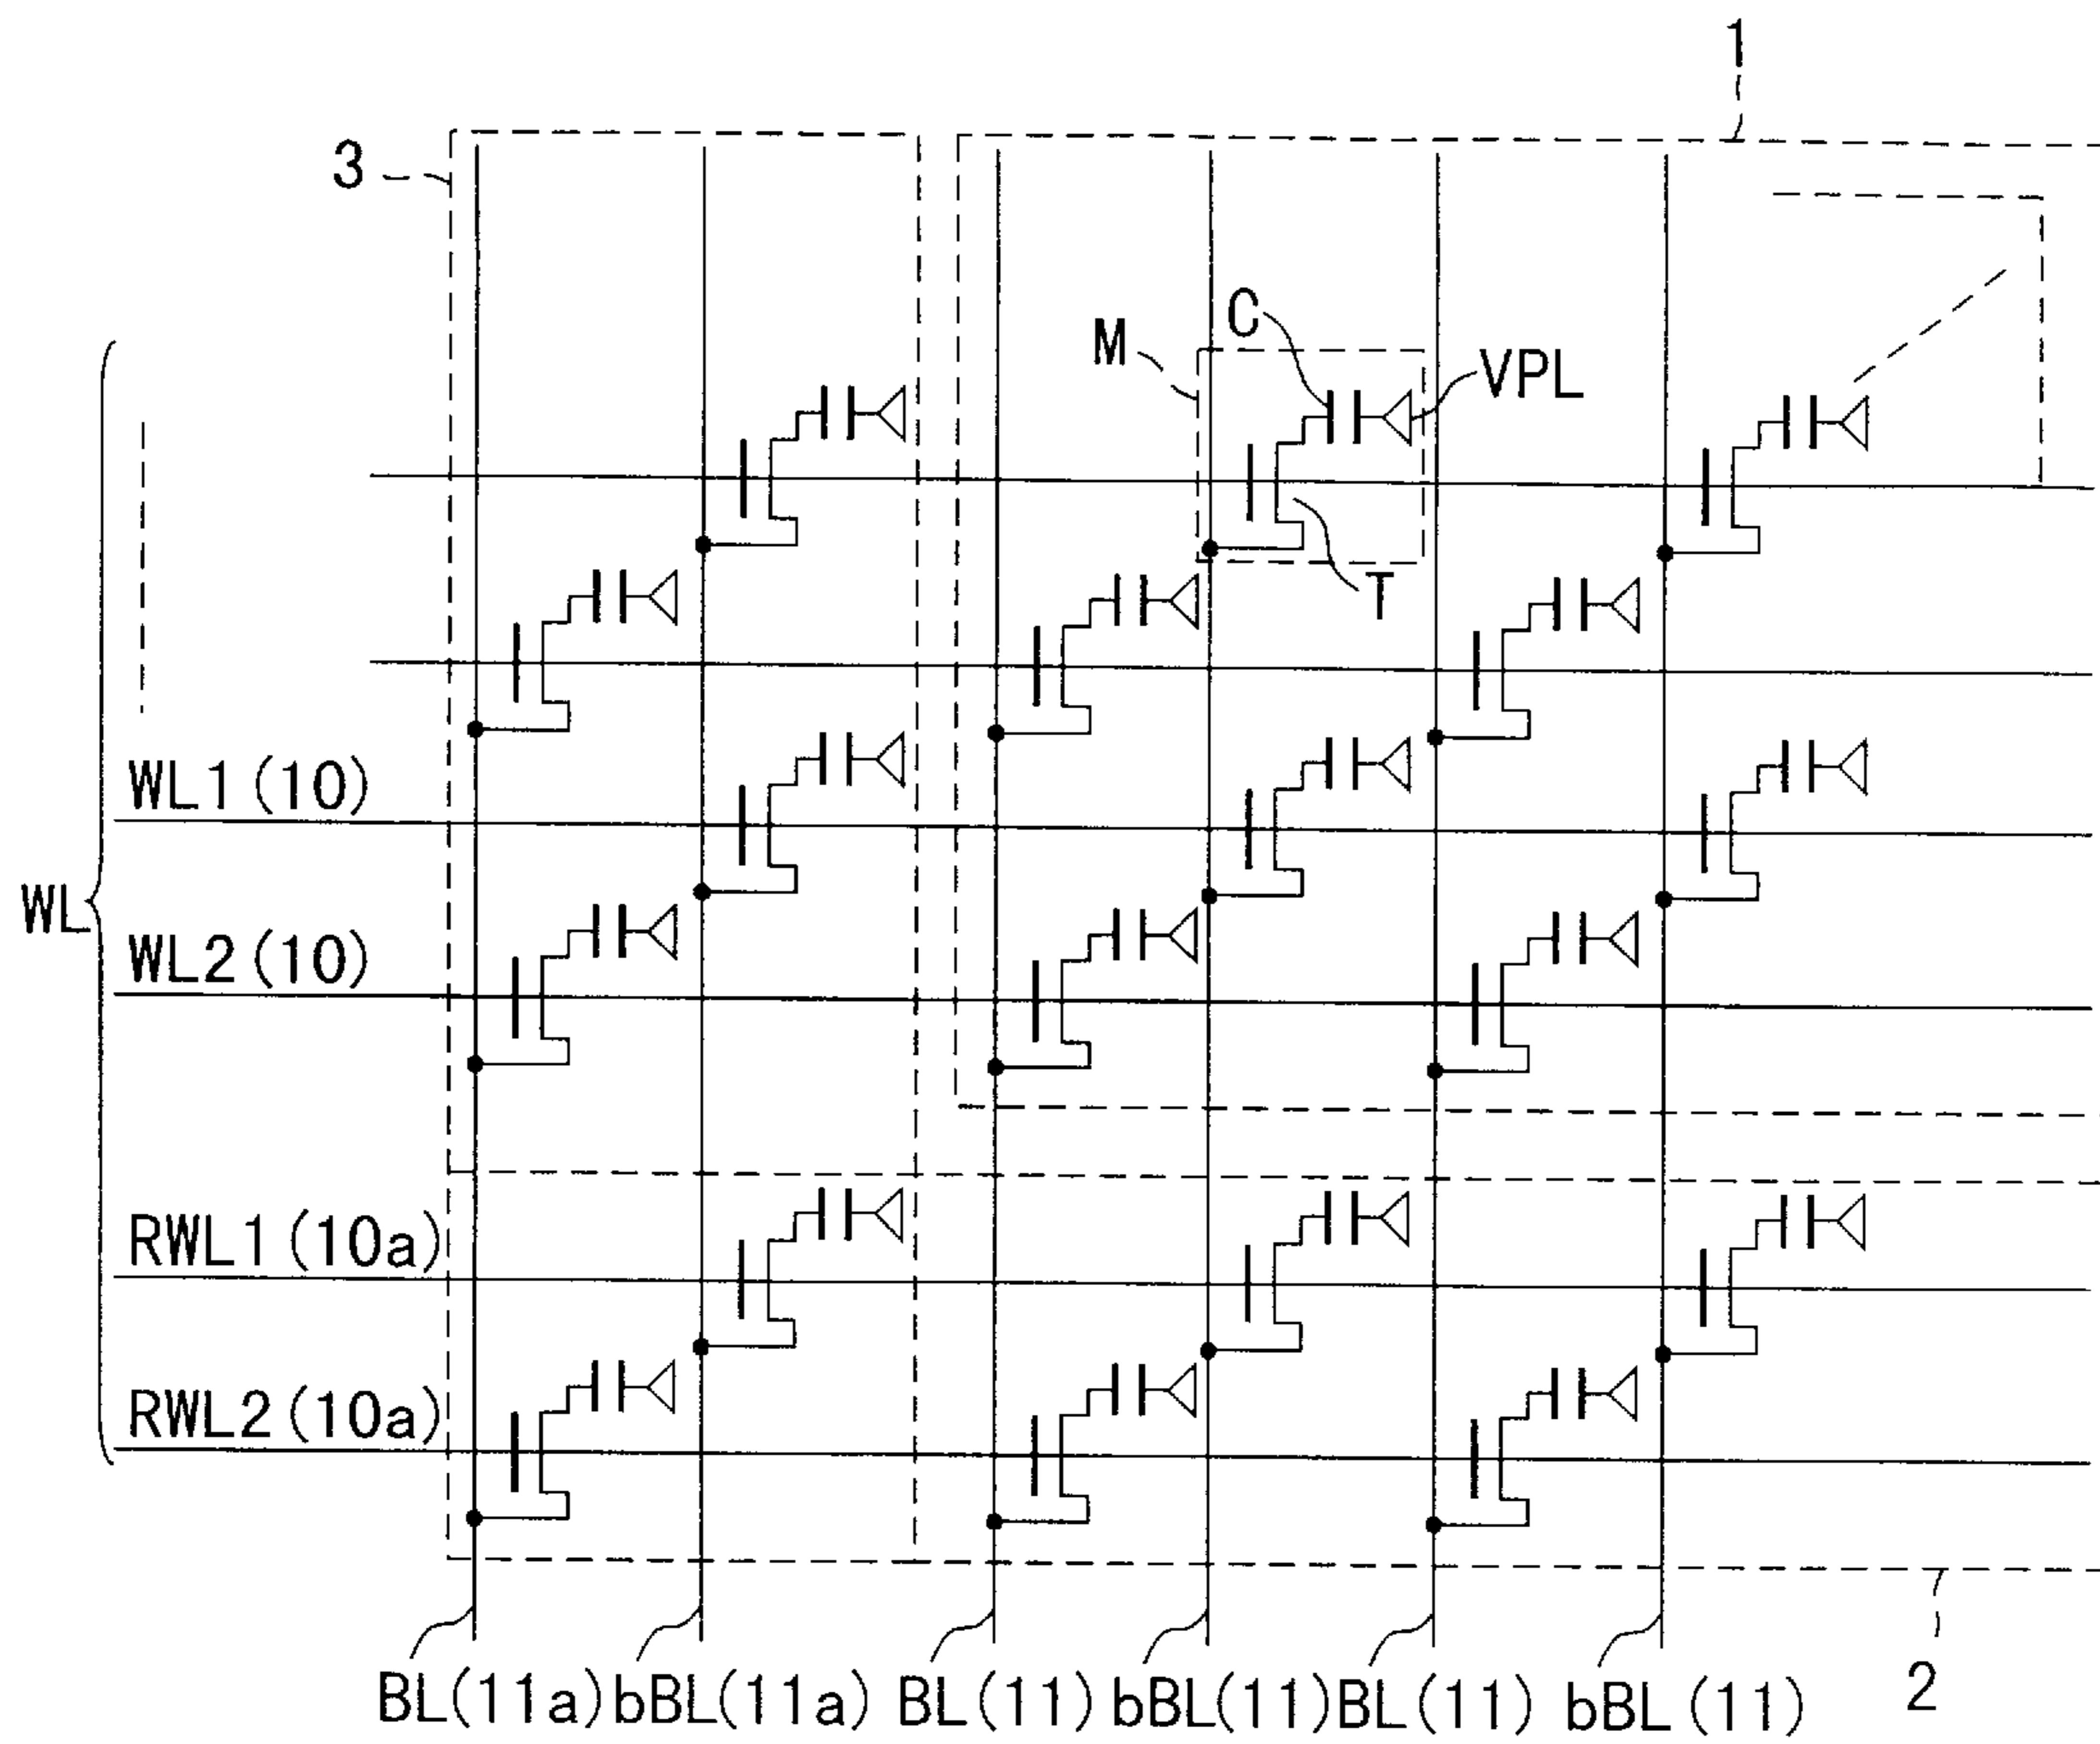 1
3
C
M
VPL
T
WL1(10)
WL
WL2(10)
RWL1(10a)
RWL2(10a)
BL(11a) bBL(11a) BL(11) bBL(11) BL(11) bBL(11)
2